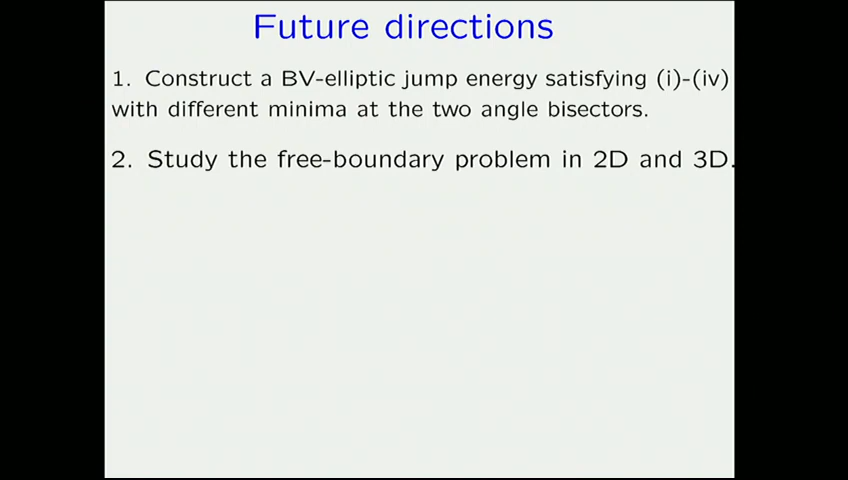 Future directions
1. Construct a BV-elliptic jump energy satisfying (i)-(iv)
with different minima at the two angle bisectors.
2. Study the free-boundary problem in 2D and 3D.